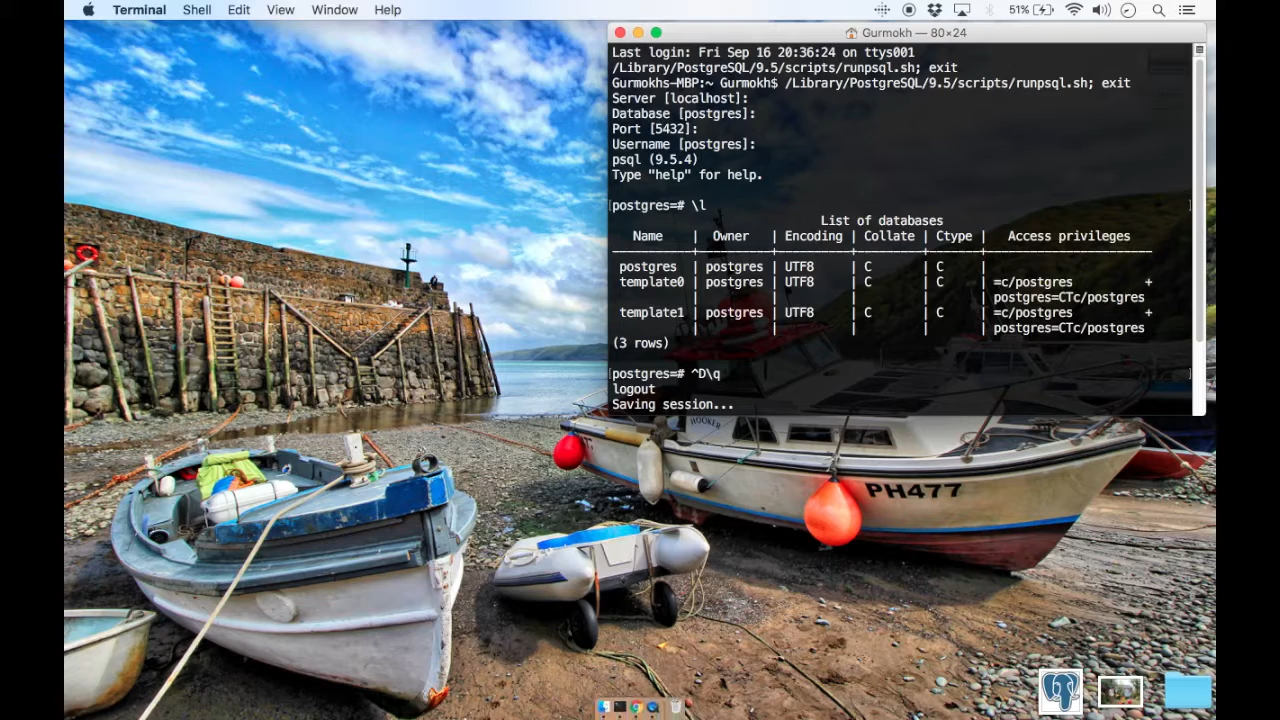 Terminal Shell Edit View Window Help 51%
Gurmokh — 80×24
Last login: Fri Sep 16 20:36:24 on ttys001
/Library/PostgreSQL/9.5/scripts/runpsql.sh; exit
Gurmokhs-MBP:~ Gurmokh$ /Library/PostgreSQL/9.5/scripts/runpsql.sh; exit
Server [localhost]:
Database [postgres]:
Port [5432]:
Username [postgres]:
psql (9.5.4)
Type "help" for help.
postgres=# \l
List of databases
Name | Owner | Encoding | Collate | Ctype | Access privileges
postgres | postgres | UTF8 | C | C |
template0 | postgres | UTF8 | C | C | =c/postgres +
| | | | | postgres=CTc/postgres
template1 | postgres | UTF8 | C | C | =c/postgres +
| | | | | postgres=CTc/postgres
(3 rows)
postgres=# ^D\q
logout
Saving session...
HOOKER
PH477